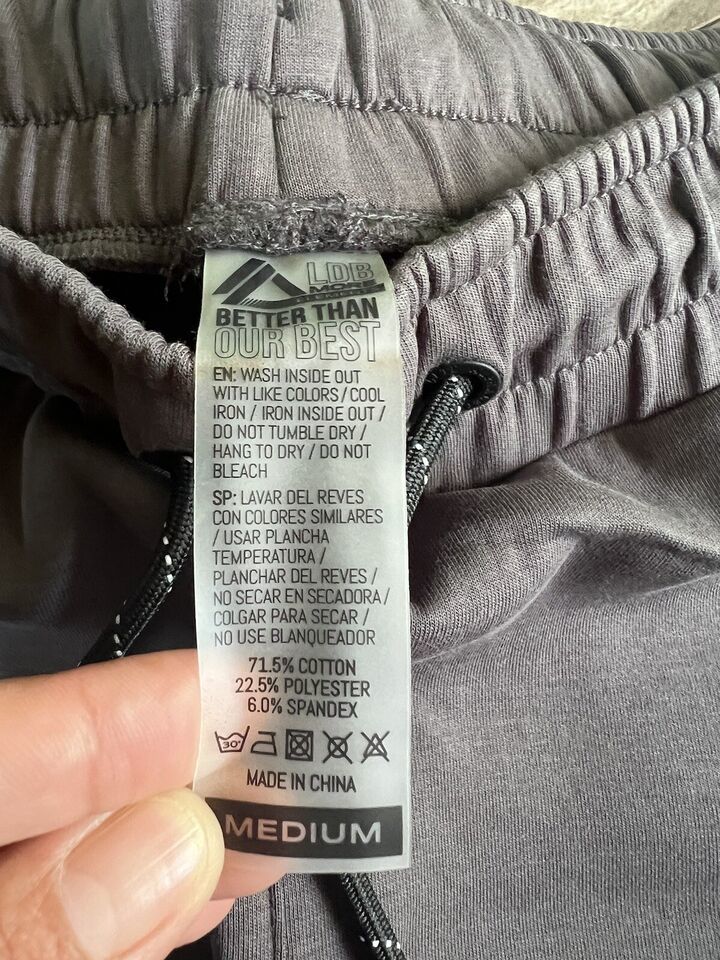 LDB
MORE
BETTER THAN
OUR BEST
EN: WASH INSIDE OUT
WITH LIKE COLORS / COOL
IRON / IRON INSIDE OUT /
DO NOT TUMBLE DRY /
HANG TO DRY / DO NOT
BLEACH
SP: LAVAR DEL REVES
CON COLORES SIMILARES
/ USAR PLANCHA
TEMPERATURA /
PLANCHAR DEL REVES /
NO SECAR EN SECADORA /
COLGAR PARA SECAR /
NO USE BLANQUEADOR
71.5% COTTON
22.5% POLYESTER
6.0% SPANDEX
30°
MADE IN CHINA
MEDIUM